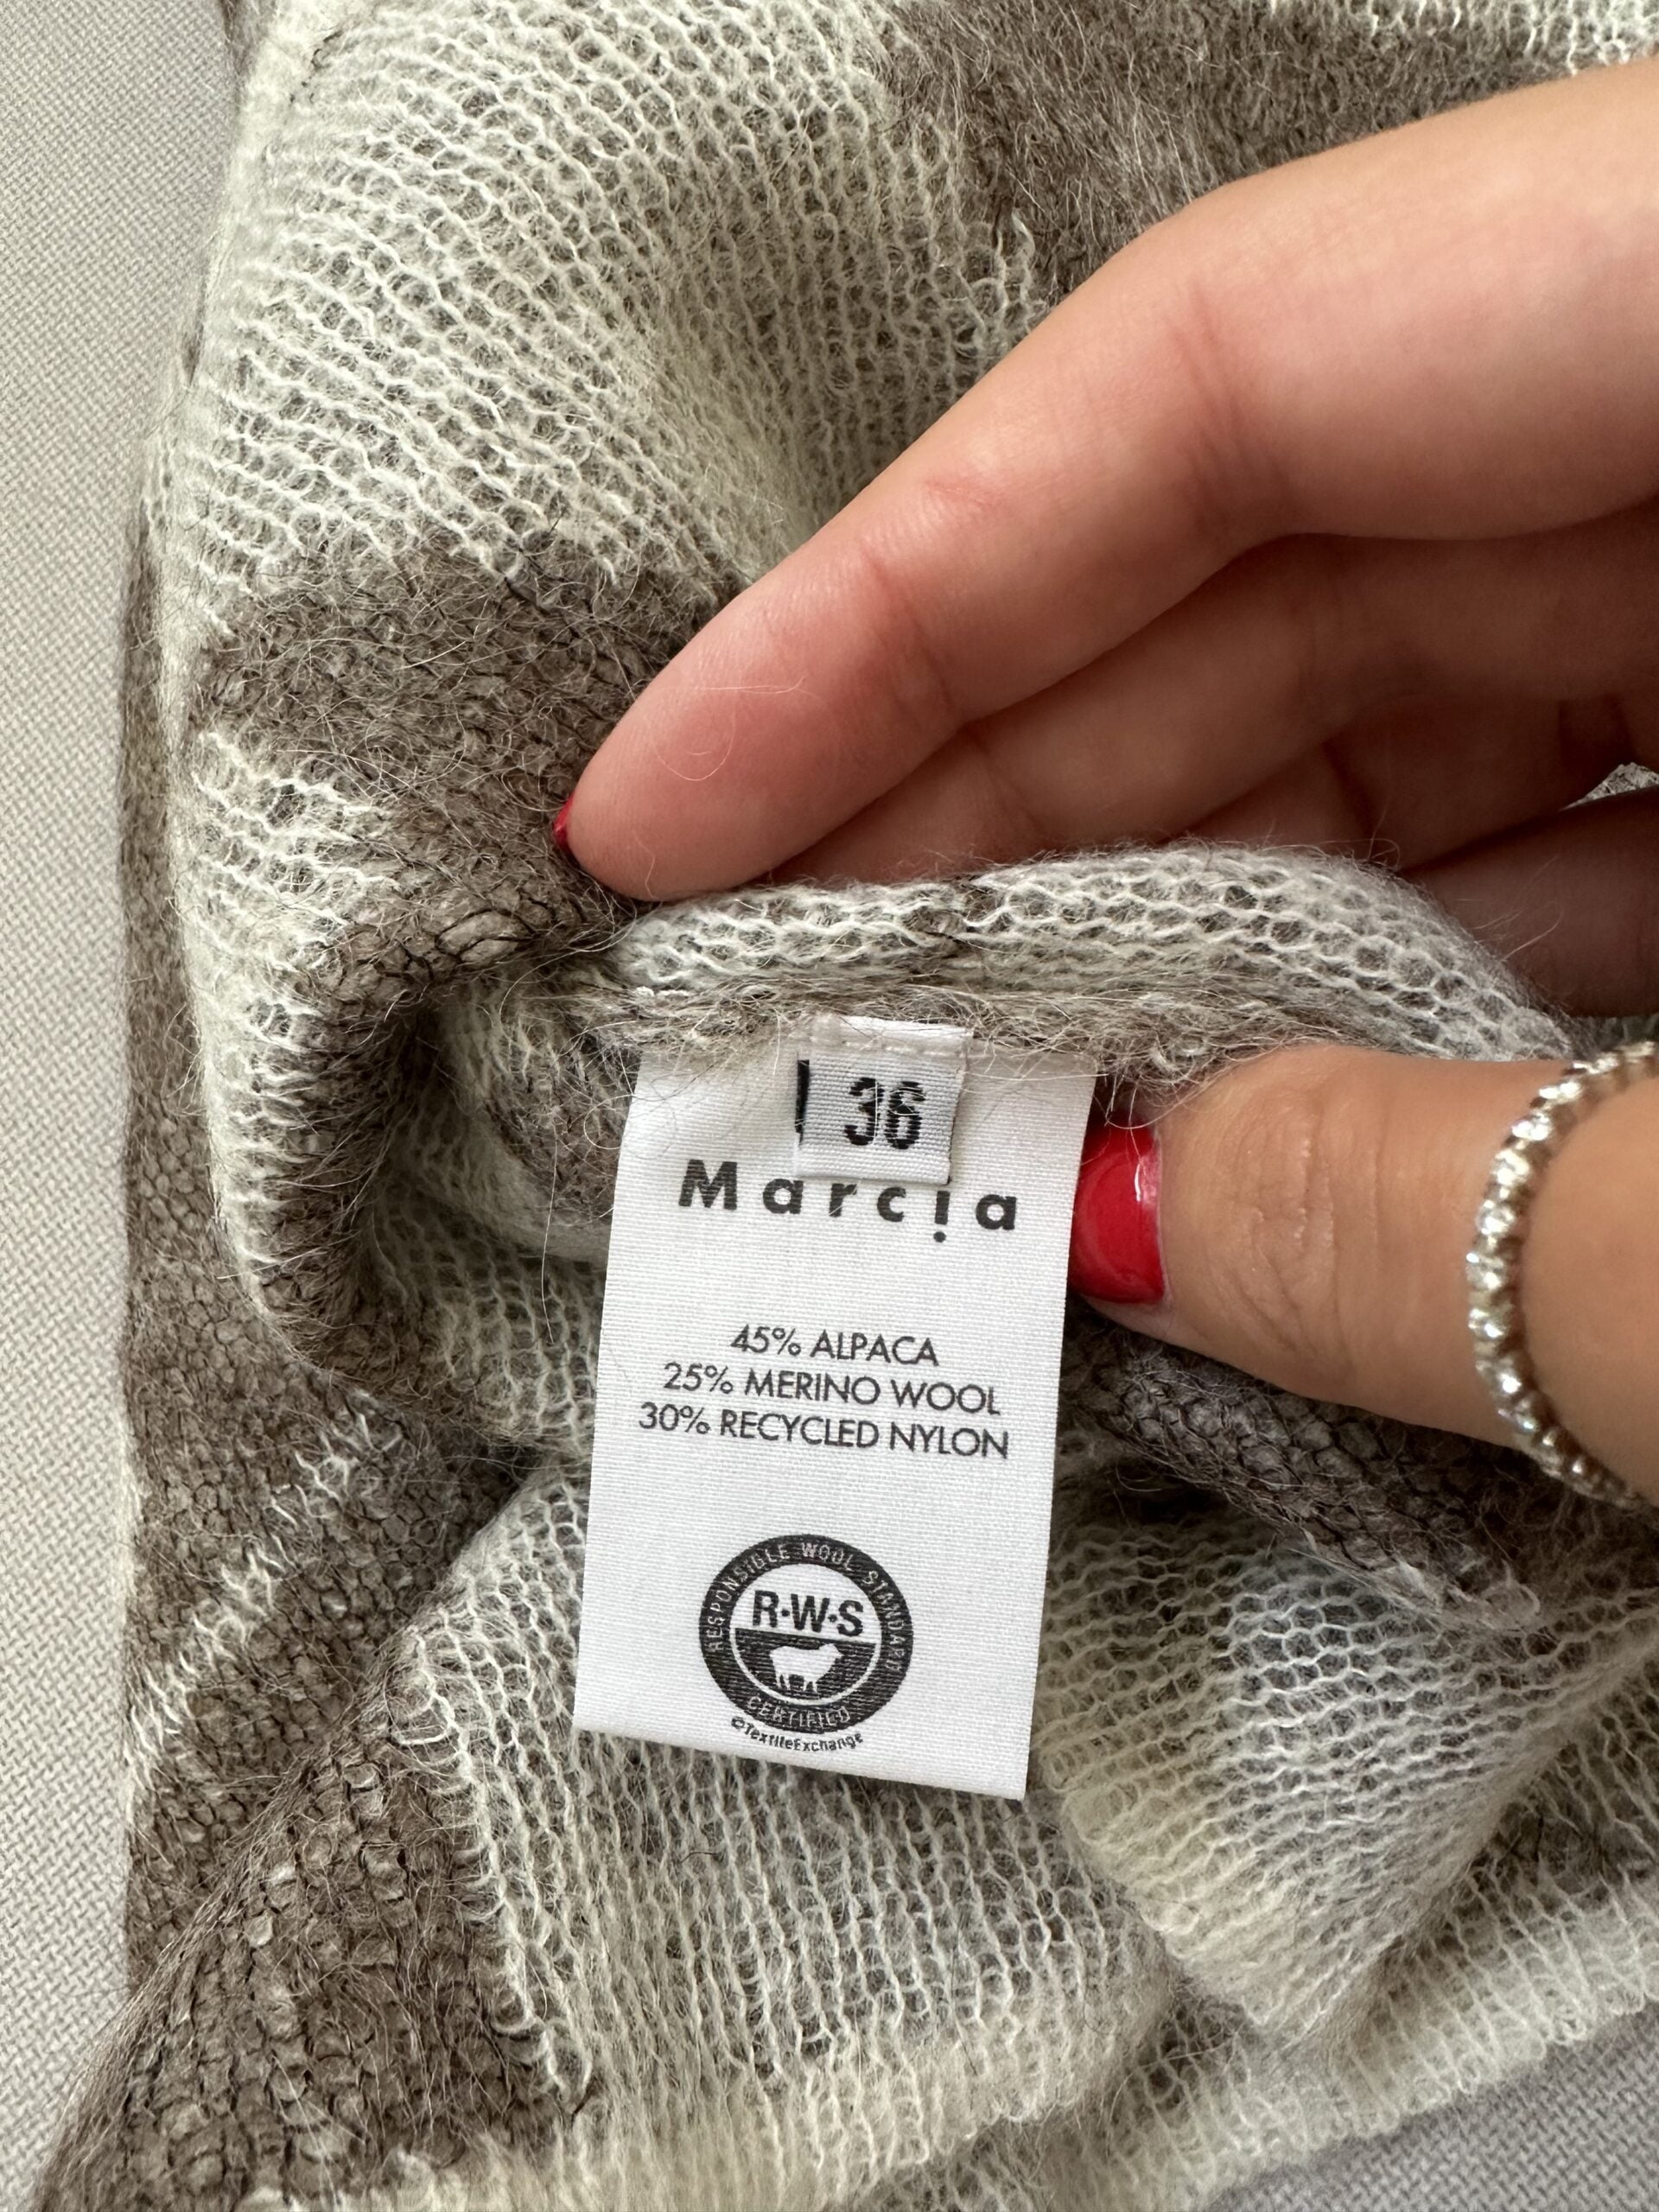 36
Marcia
45% ALPACA
25% MERINO WOOL
30% RECYCLED NYLON
RESPONSIBLE WOOL STANDARD
R·W·S
CERTIFIED
©TextileExchange